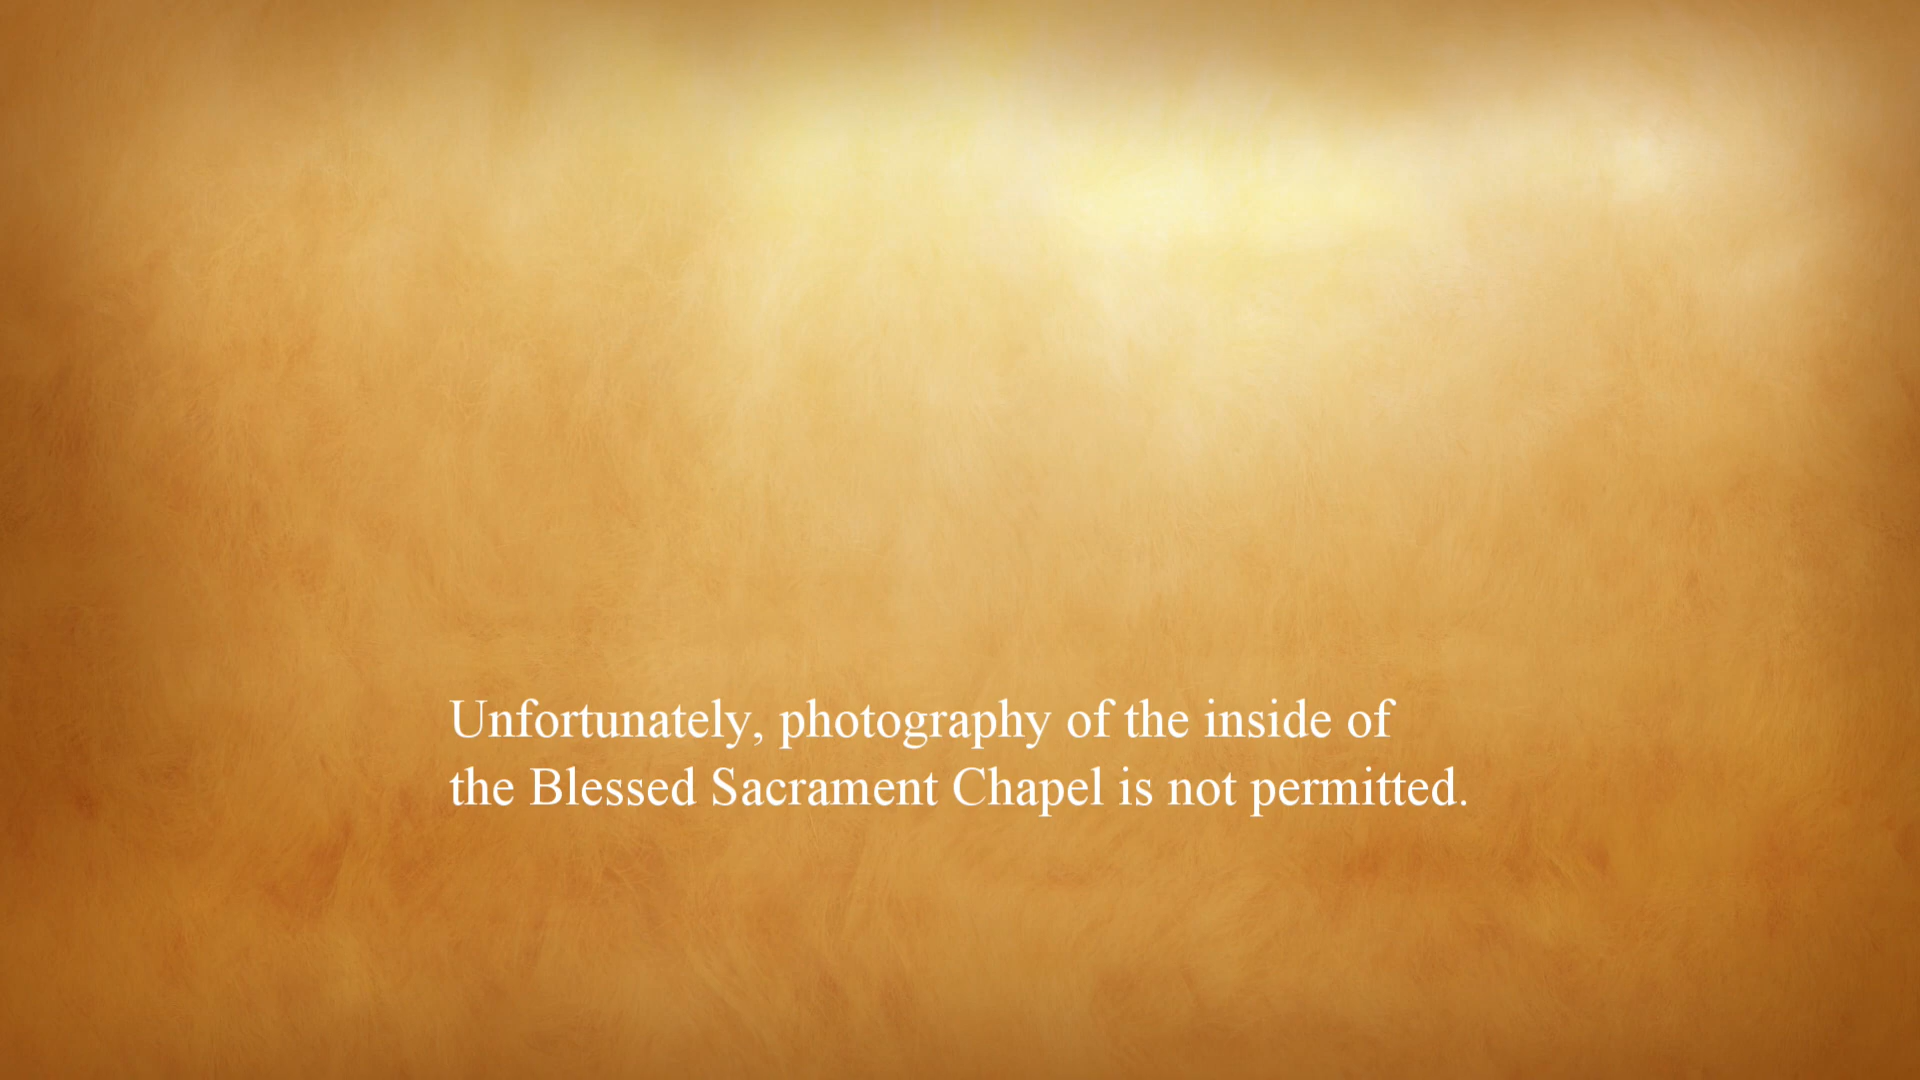 Unfortunately, photography of the inside of
the Blessed Sacrament Chapel is not permitted.